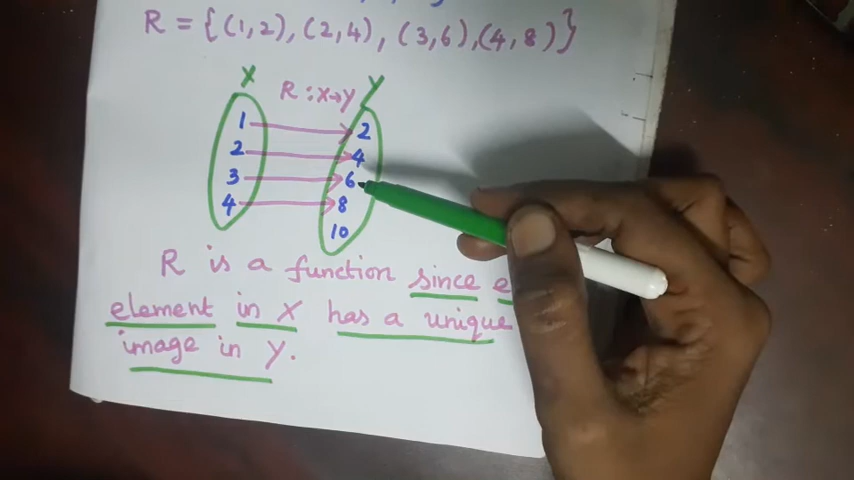 R = {(1,2), (2,4), (3,6), (4,8)}
X R : X→Y Y
1 2
2 4
3 6
4 8
10
R is a function since
element in X has a unique
image in Y.